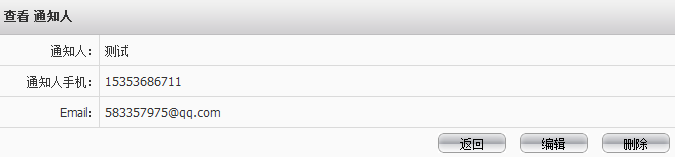 查看 通知人
通知人： 测试
通知人手机： 15353686711
Email： 583357975@qq.com
返回 编辑 删除